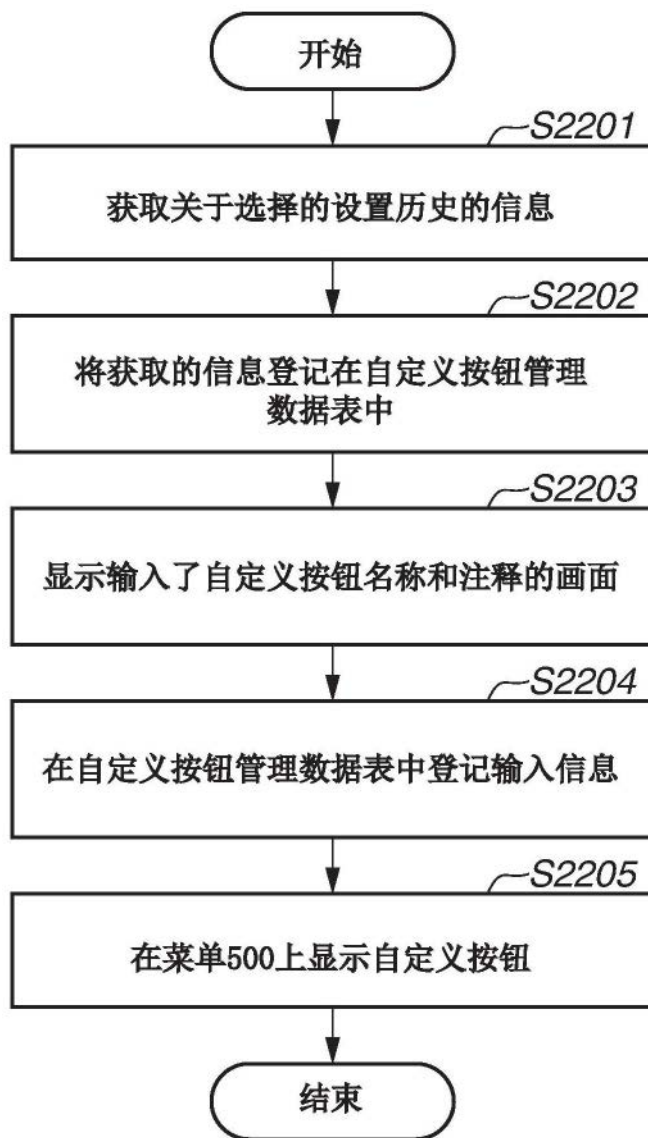 开始
S2201
获取关于选择的设置历史的信息
S2202
将获取的信息登记在自定义按钮管理
数据表中
S2203
显示输入了自定义按钮名称和注释的画面
S2204
在自定义按钮管理数据表中登记输入信息
S2205
在菜单500上显示自定义按钮
结束